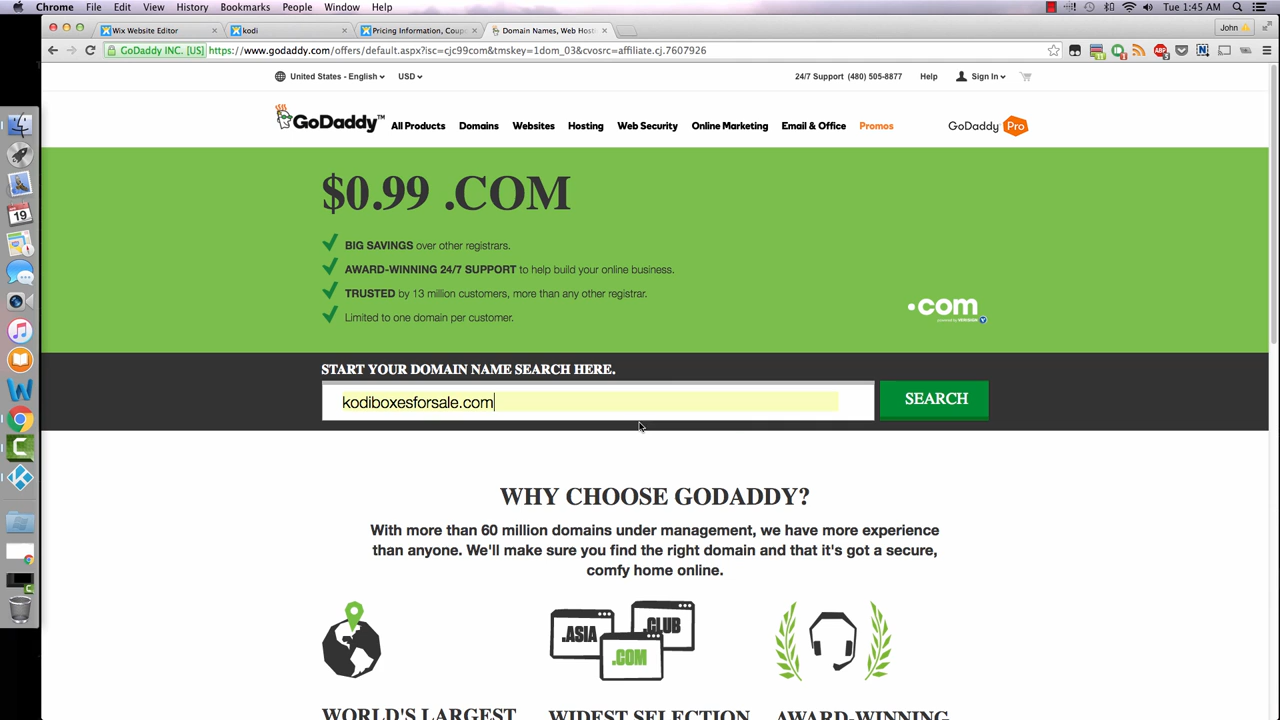 Chrome File Edit View History Bookmarks People Window Help Tue 1:45 AM
Wix Website Editor kodi Pricing Information, Coup Domain Names, Web Host John
GoDaddy INC. [US] https://www.godaddy.com/offers/default.aspx?isc=cjc99com&tmskey=1dom_03&cvosrc=affiliate.cj.7607926
United States - English USD 24/7 Support (480) 505-8877 Help Sign In
GoDaddy™ All Products Domains Websites Hosting Web Security Online Marketing Email & Office Promos GoDaddy Pro
$0.99 .COM
BIG SAVINGS over other registrars.
AWARD-WINNING 24/7 SUPPORT to help build your online business.
TRUSTED by 13 million customers, more than any other registrar.
Limited to one domain per customer.
.com
powered by VERISIGN
START YOUR DOMAIN NAME SEARCH HERE.
kodiboxesforsale.com
SEARCH
WHY CHOOSE GODADDY?
With more than 60 million domains under management, we have more experience
than anyone. We'll make sure you find the right domain and that it's got a secure,
comfy home online.
.ASIA .CLUB
.COM
WORLD'S LARGEST WIDEST SELECTION AWARD-WINNING
19